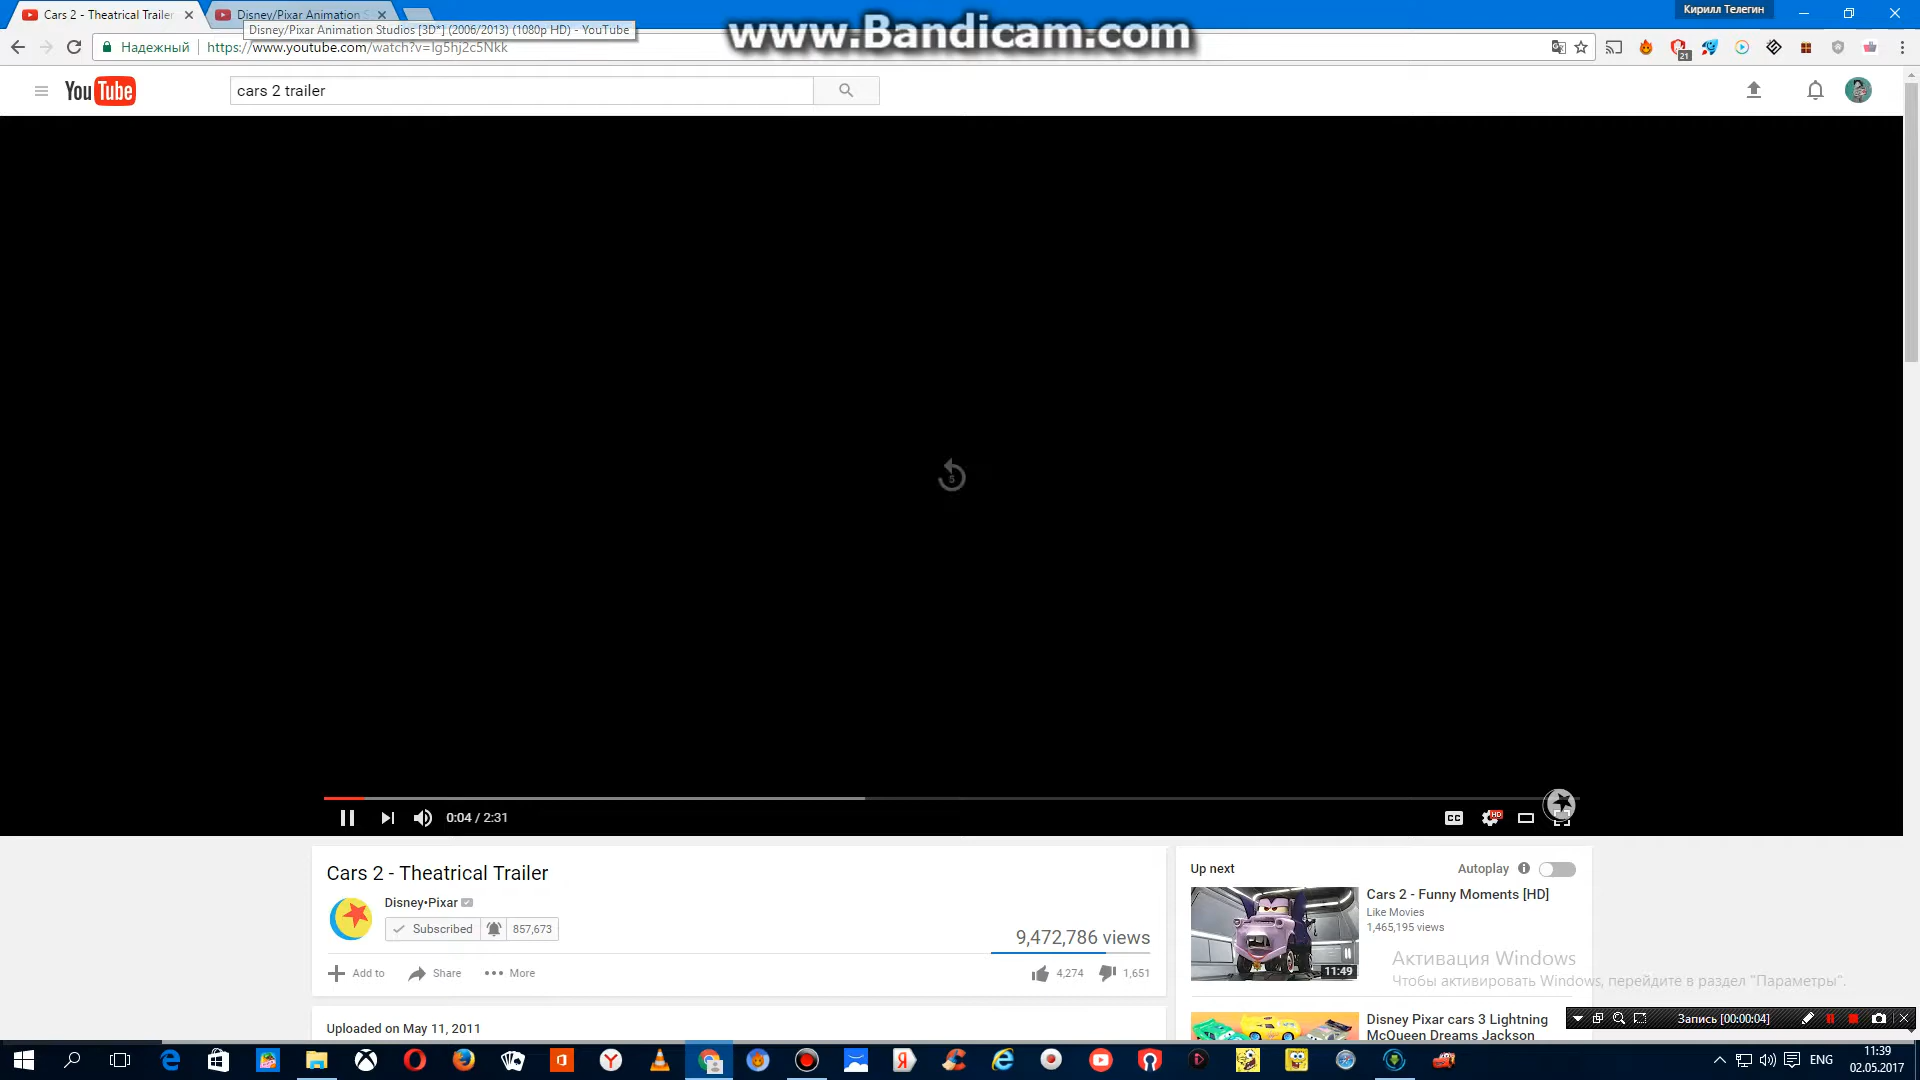 Cars 2 - Theatrical Trailer
Disney/Pixar Animation S
Disney/Pixar Animation Studios [3D*] (2006/2013) (1080p HD) - YouTube
www.Bandicam.com
Кирилл Телегин
Надежный
https://www.youtube.com/watch?v=lg5hj2c5Nkk
21
YouTube
cars 2 trailer
5
0:04 / 2:31
CC
HD
Cars 2 - Theatrical Trailer
Disney•Pixar
Subscribed
857,673
9,472,786 views
Add to
Share
More
4,274
1,651
Uploaded on May 11, 2011
Up next
Autoplay
Cars 2 - Funny Moments [HD]
Like Movies
1,465,195 views
11:49
Disney Pixar cars 3 Lightning
McQueen Dreams Jackson
Активация Windows
Чтобы активировать Windows, перейдите в раздел "Параметры".
Запись [00:00:04]
ENG
11:39
02.05.2017